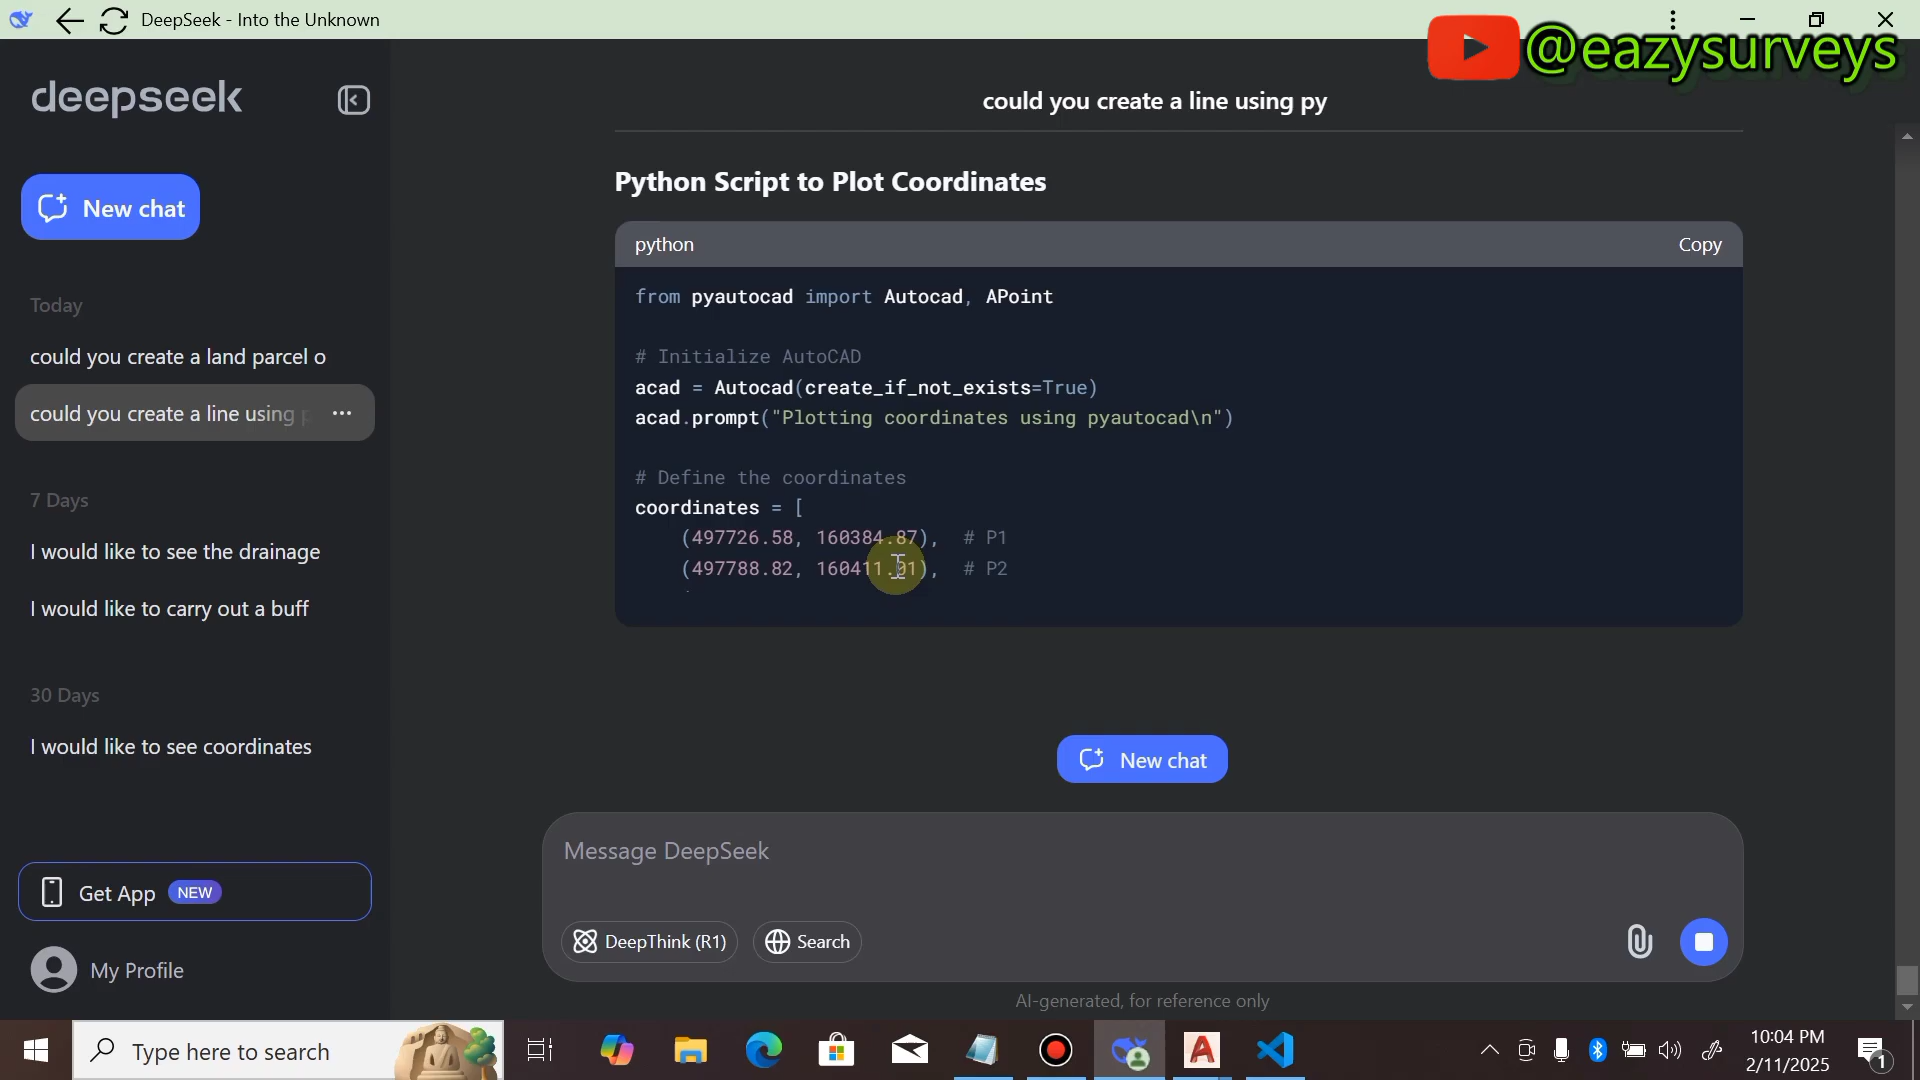 DeepSeek - Into the Unknown
@eazysurveys
deepseek
could you create a line using py
New chat
Today
could you create a land parcel o
could you create a line using p
7 Days
I would like to see the drainage
I would like to carry out a buff
30 Days
I would like to see coordinates
Get App NEW
My Profile
Python Script to Plot Coordinates
python Copy
from pyautocad import Autocad, APoint
# Initialize AutoCAD
acad = Autocad(create_if_not_exists=True)
acad.prompt("Plotting coordinates using pyautocad\n")
# Define the coordinates
coordinates = [
(497726.58, 160384.87), # P1
(497788.82, 160411.01), # P2
New chat
Message DeepSeek
DeepThink (R1) Search
AI-generated, for reference only
Type here to search
10:04 PM
2/11/2025
1